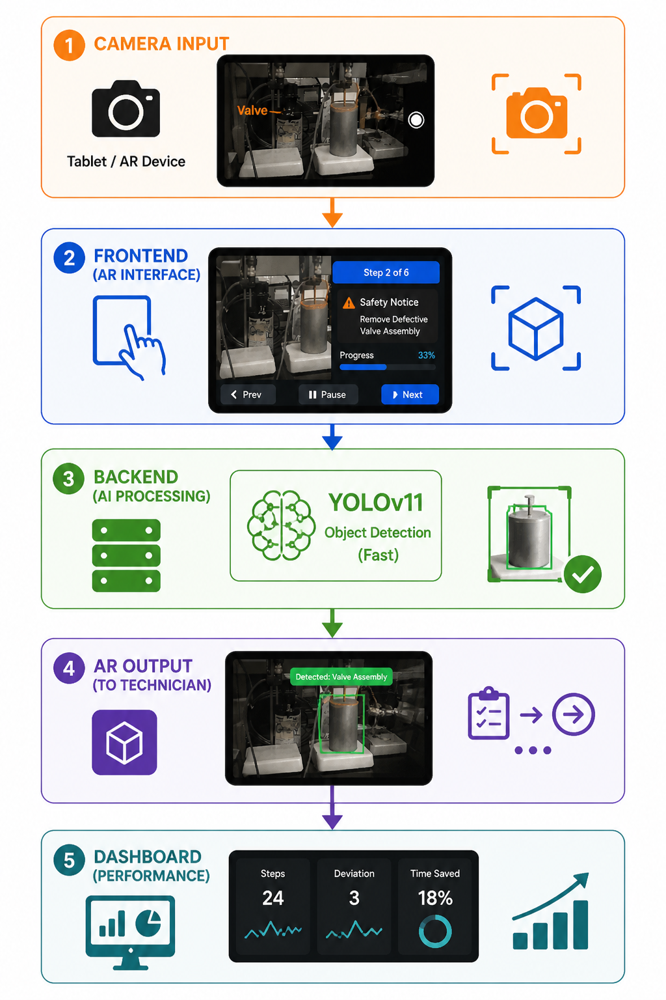 1 CAMERA INPUT
Valve
Tablet / AR Device
2 FRONTEND
(AR INTERFACE)
Step 2 of 6
Safety Notice
Remove Defective
Valve Assembly
Progress 33%
Prev Pause Next
3 BACKEND
(AI PROCESSING)
YOLOv11
Object Detection
(Fast)
4 AR OUTPUT
(TO TECHNICIAN)
Detected: Valve Assembly
5 DASHBOARD
(PERFORMANCE)
Steps Deviation Time Saved
24 3 18%